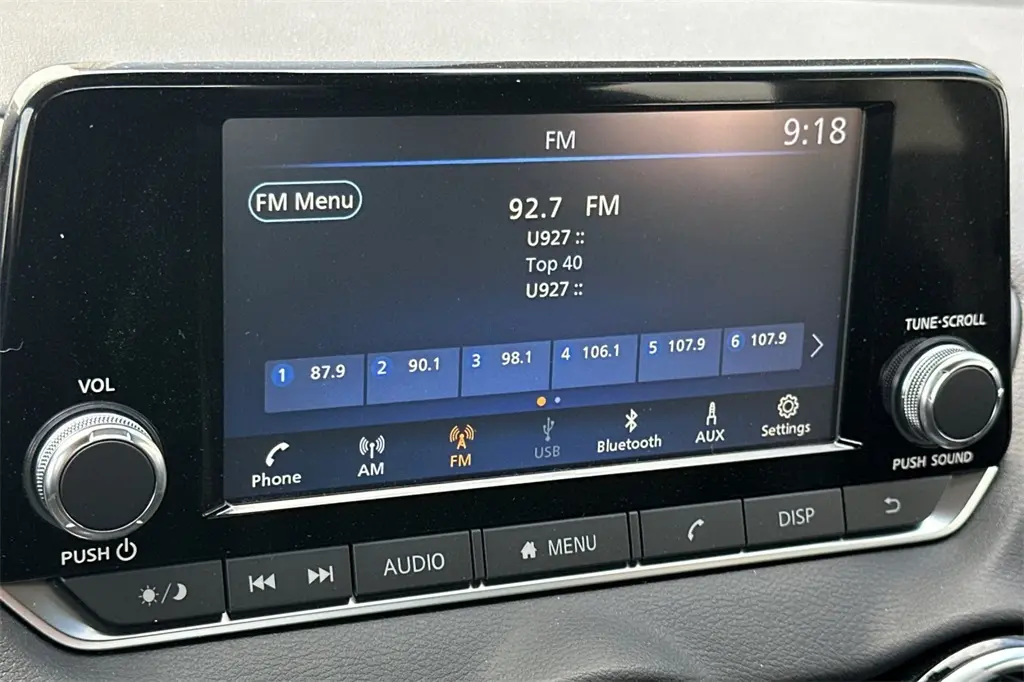 FM 9:18
FM Menu
92.7 FM
U927 ::
Top 40
U927 ::
1 87.9 2 90.1 3 98.1 4 106.1 5 107.9 6 107.9
Phone AM FM USB Bluetooth AUX Settings
VOL
PUSH
TUNE·SCROLL
PUSH SOUND
AUDIO MENU DISP